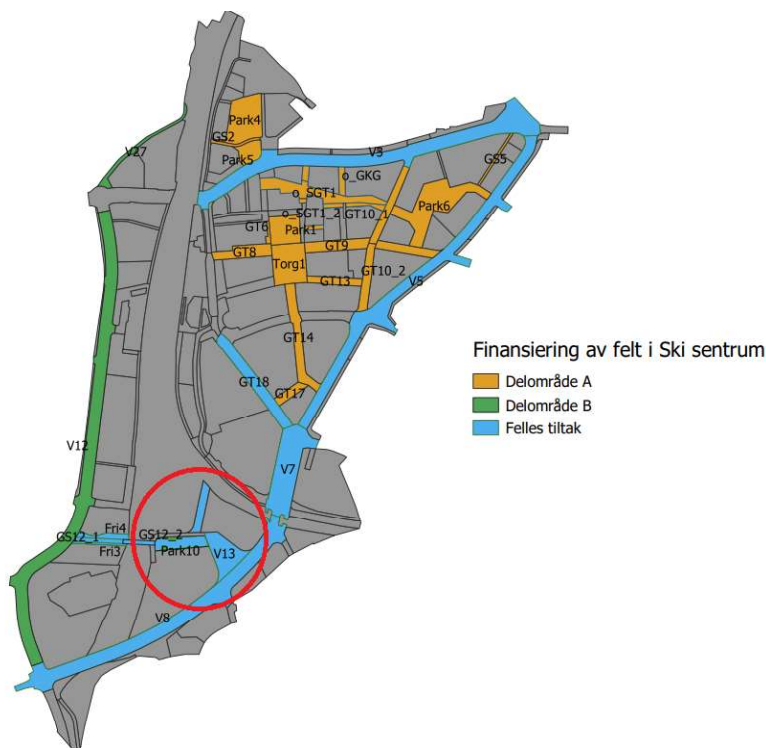 Park4
GS2
V27
Park5
V3
o_GKG
GS5
o_SGT1
Park6
o_SGT1_2
GT10_1
GT6
Park1
GT9
GT8
Torg1
GT10_2
GT13
V5
GT14
Finansiering av felt i Ski sentrum
Delområde A
Delområde B
Felles tiltak
GT18
GT17
V12
V7
Fri4
GS12_1
GS12_2
Fri3
Park10
V13
V8